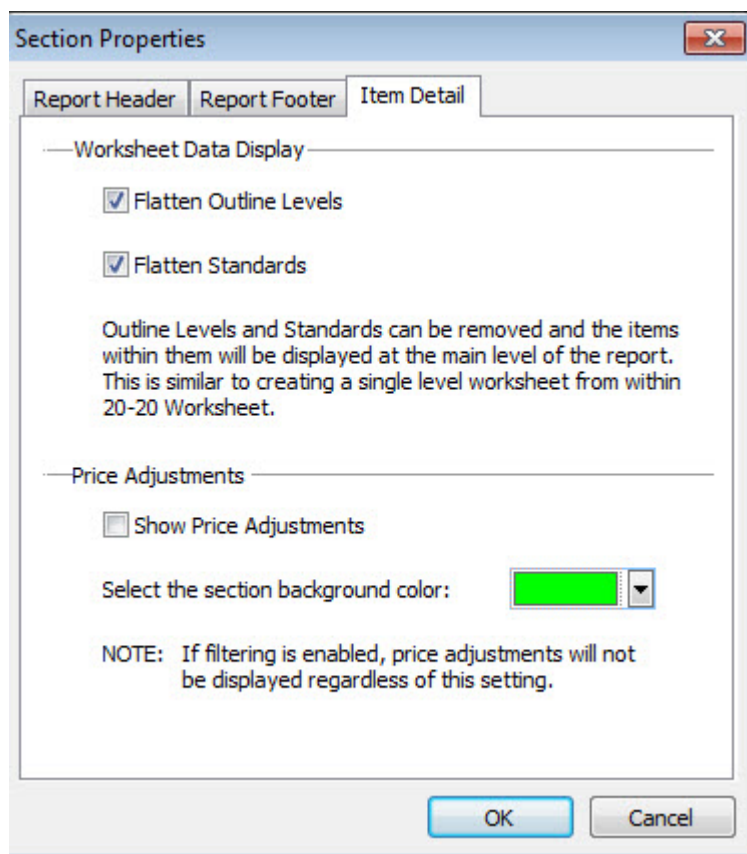 Section Properties
Report Header Report Footer Item Detail
Worksheet Data Display
Flatten Outline Levels
Flatten Standards
Outline Levels and Standards can be removed and the items
within them will be displayed at the main level of the report.
This is similar to creating a single level worksheet from within
20-20 Worksheet.
Price Adjustments
Show Price Adjustments
Select the section background color:
NOTE: If filtering is enabled, price adjustments will not
be displayed regardless of this setting.
OK Cancel